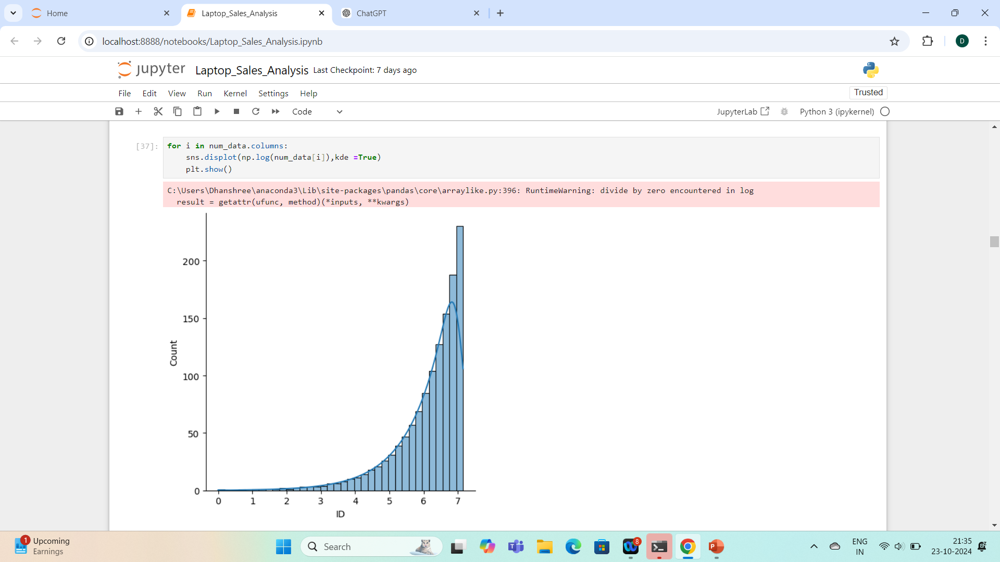 Home
Laptop_Sales_Analysis
ChatGPT
localhost:8888/notebooks/Laptop_Sales_Analysis.ipynb
D
jupyter Laptop_Sales_Analysis Last Checkpoint: 7 days ago
File Edit View Run Kernel Settings Help
Trusted
Code
JupyterLab
Python 3 (ipykernel)
[37]:
for i in num_data.columns:
    sns.displot(np.log(num_data[i]),kde =True)
    plt.show()
C:\Users\Dhanshree\anaconda3\Lib\site-packages\pandas\core\arraylike.py:396: RuntimeWarning: divide by zero encountered in log
  result = getattr(ufunc, method)(*inputs, **kwargs)
200
150
Count
100
50
0
0 1 2 3 4 5 6 7
ID
1
Upcoming
Earnings
Search
8
P
ENG
IN
21:35
23-10-2024